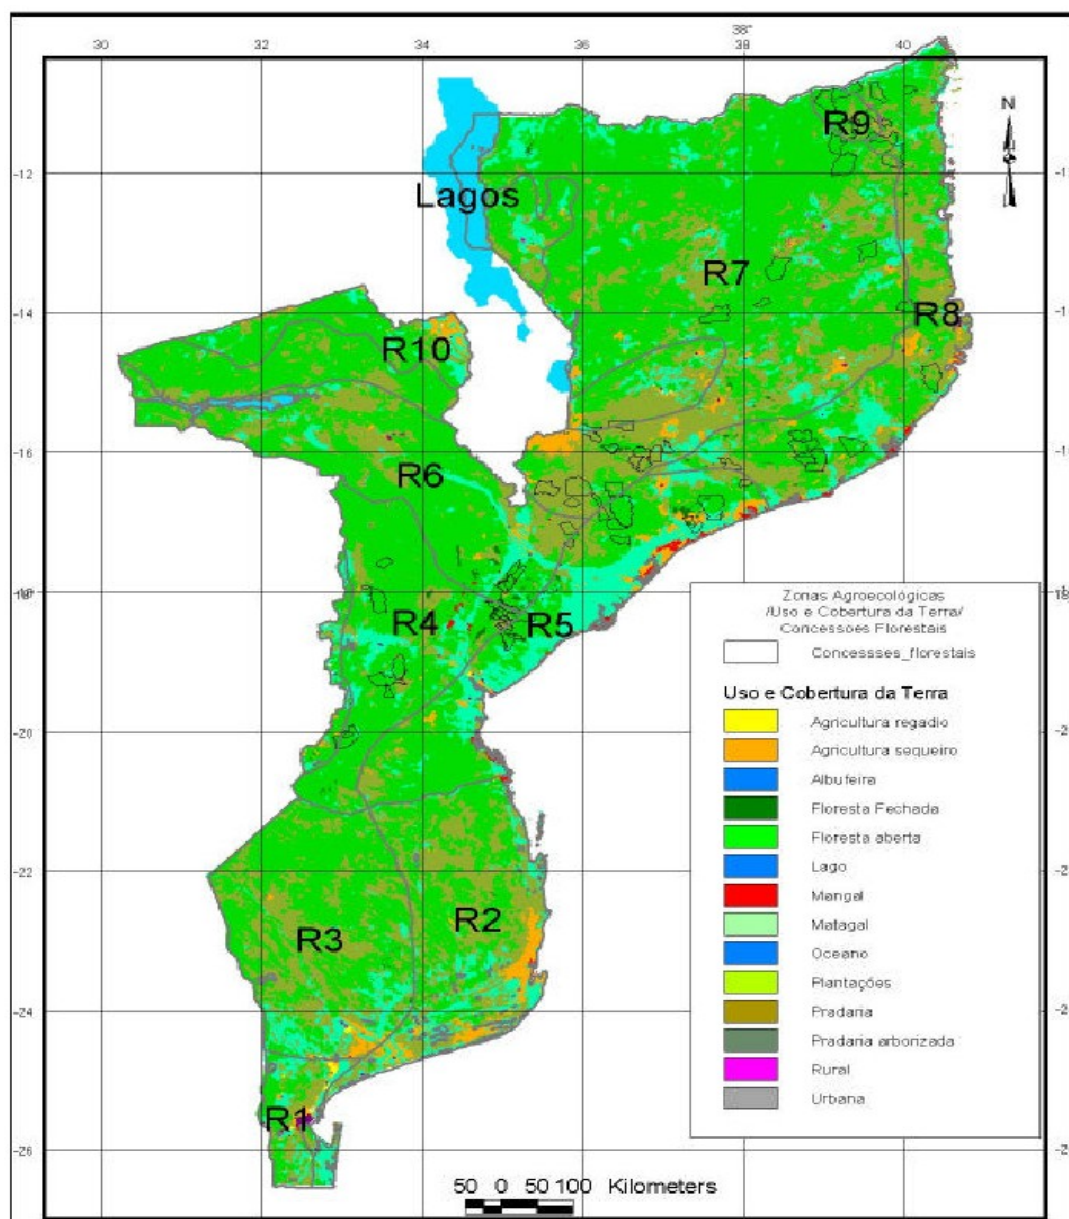 30 32 34 36 38° 40
N
R9
-12
Lagos
R7
-14
R8
R10
-16
R6
-18
R4
R5
-20
-22
R2
R3
-24
R1
-26
Zonas Agroecológicas
/Uso e Cobertura da Terra/
Concessoes Florestais
Concessses_florestais
Uso e Cobertura da Terra
Agricultura regadio
Agricultura sequeiro
Albufeira
Floresta Fechada
Floresta aberta
Lago
Mangal
Matagal
Oceano
Plantações
Pradaria
Pradaria arborizada
Rural
Urbana
50 0 50 100 Kilometers